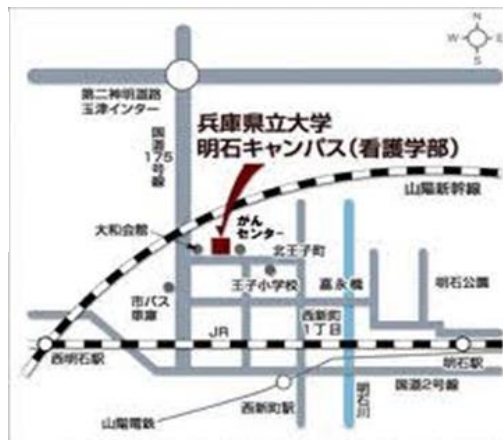 N
W E
S
第二神明道路
玉津インター
国道175号線
兵庫県立大学
明石キャンパス(看護学部)
山陽新幹線
大和会館
がん
センター
北王子町
王子小学校
嘉永橋
明石公園
市バス
車庫
西新町
1丁目
JR
西明石駅
明石駅
国道2号線
西新町駅
明石川
山陽電鉄